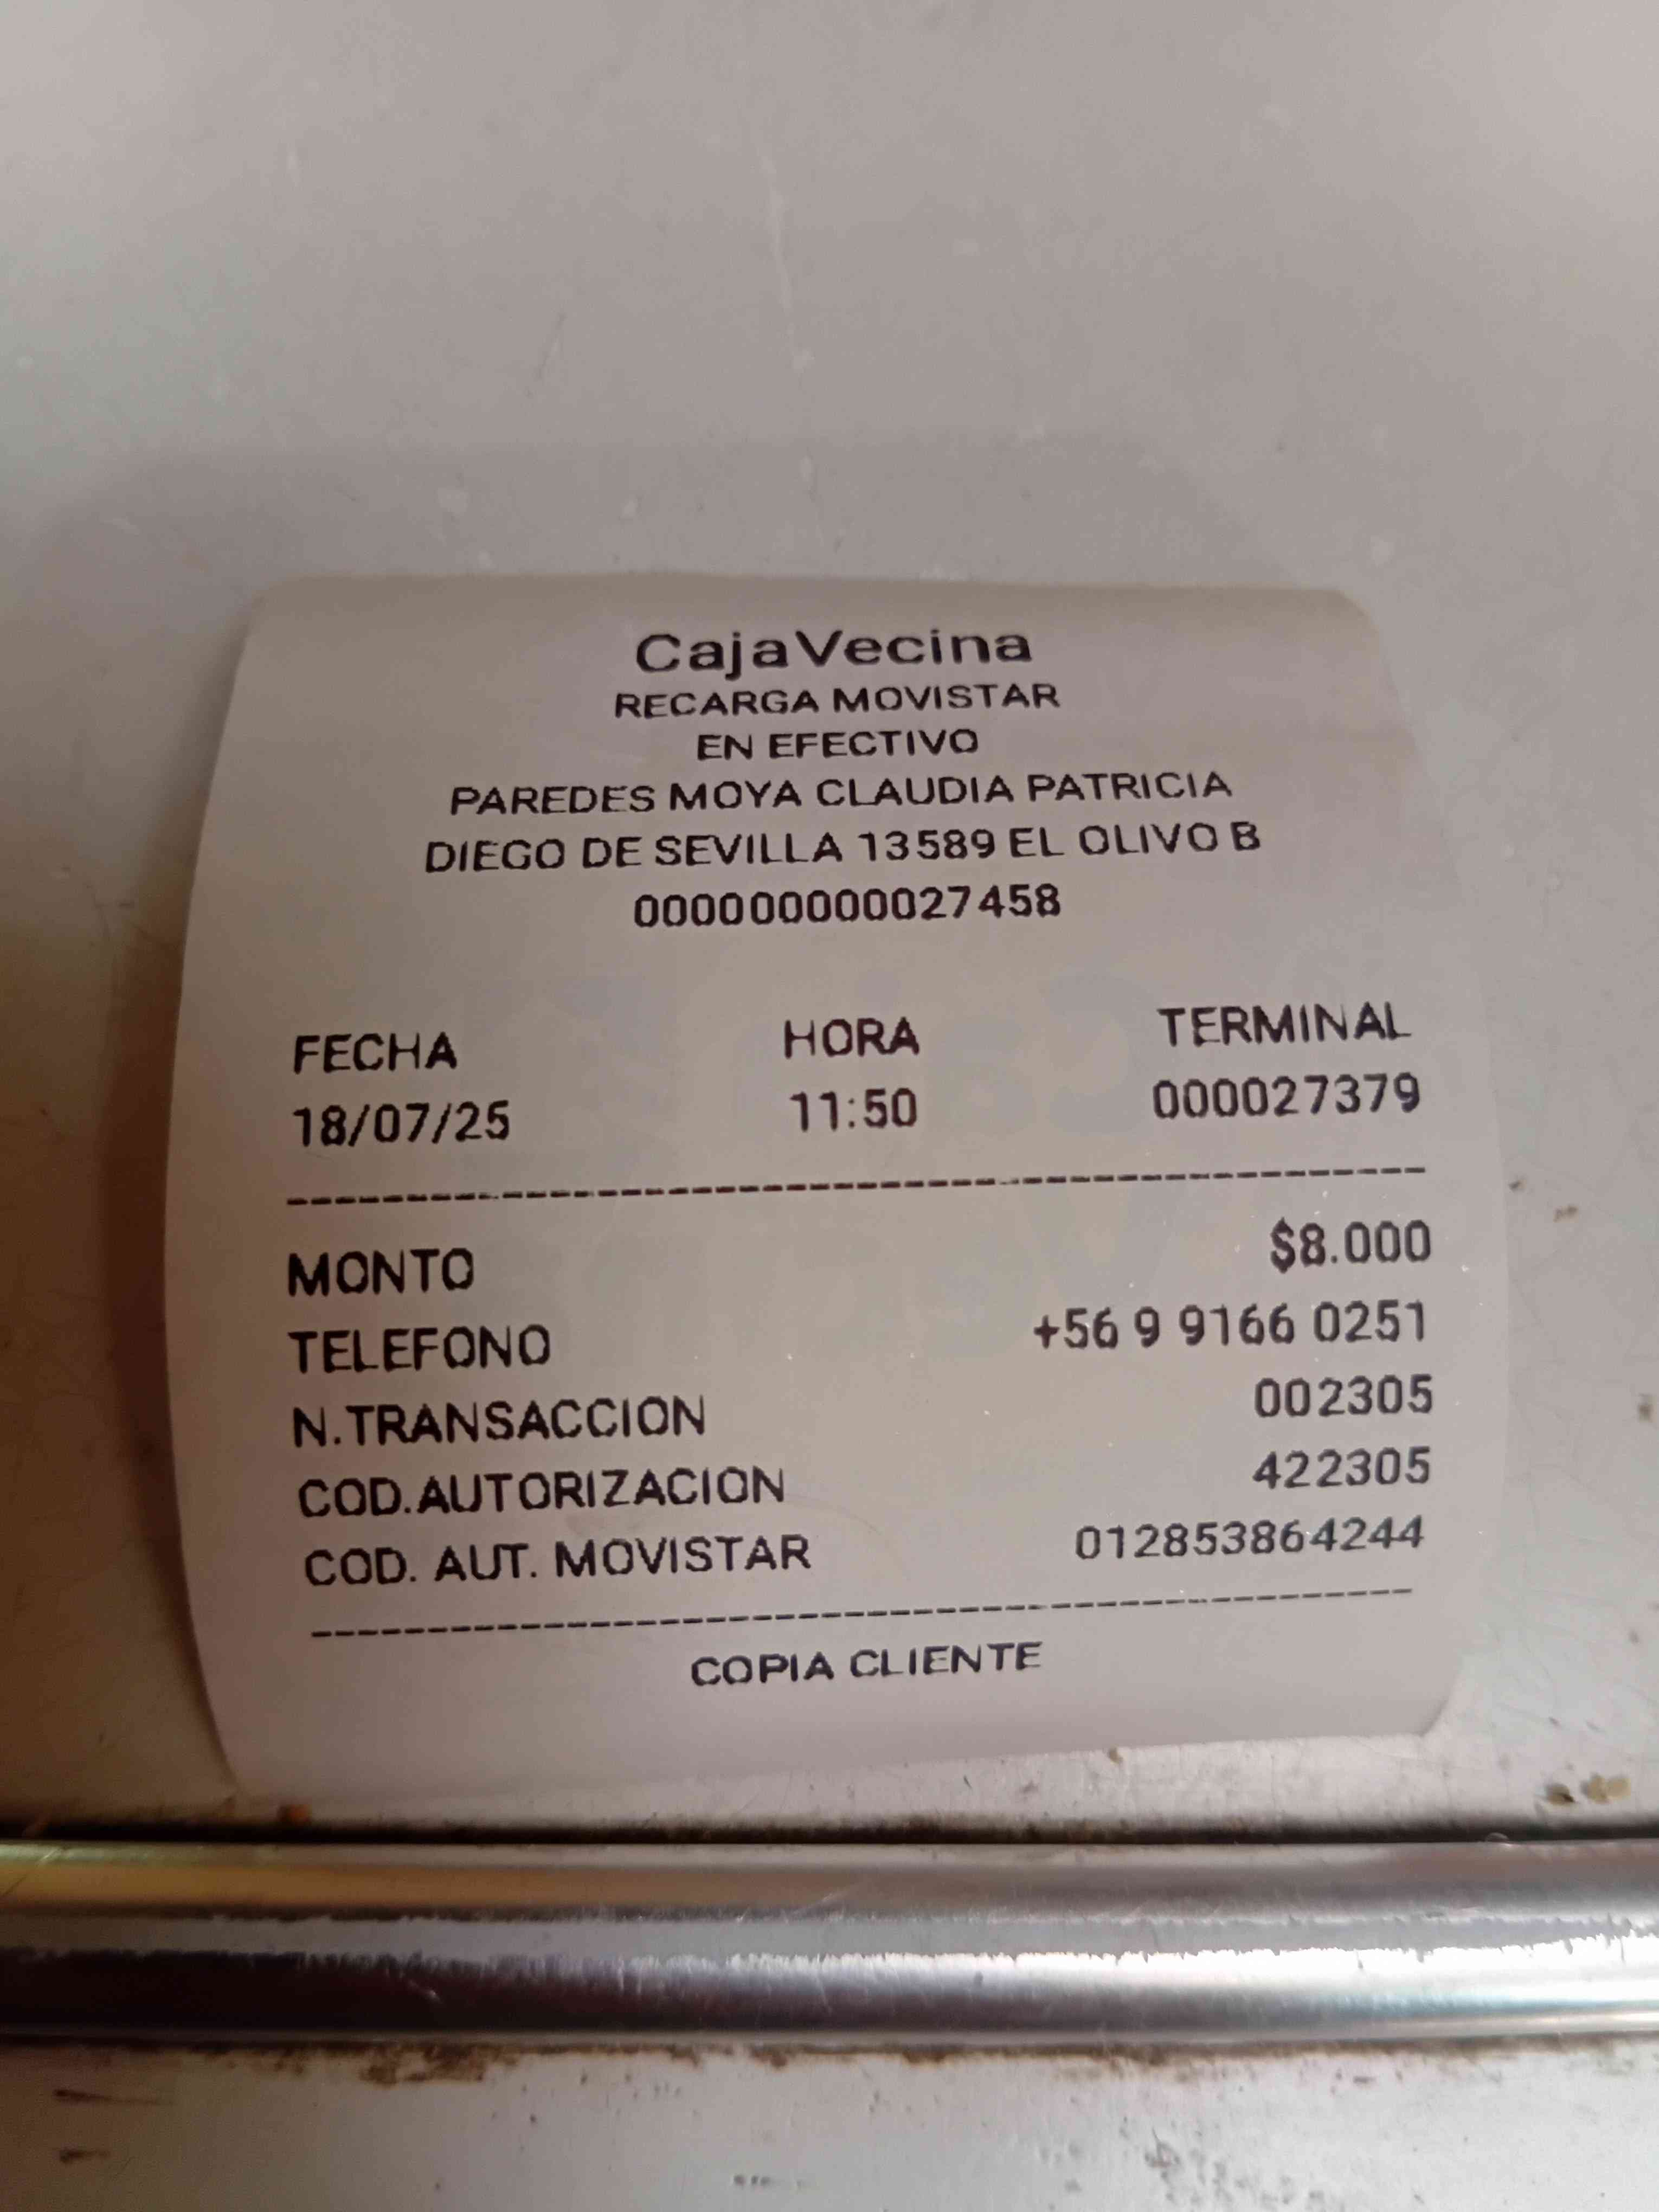 CajaVecina
RECARGA MOVISTAR
EN EFECTIVO
PAREDES MOYA CLAUDIA PATRICIA
DIEGO DE SEVILLA 13589 EL OLIVO B
000000000027458
FECHA HORA TERMINAL
18/07/25 11:50 000027379
MONTO $8.000
TELEFONO +56 9 9166 0251
N.TRANSACCION 002305
COD.AUTORIZACION 422305
COD. AUT. MOVISTAR 012853864244
COPIA CLIENTE